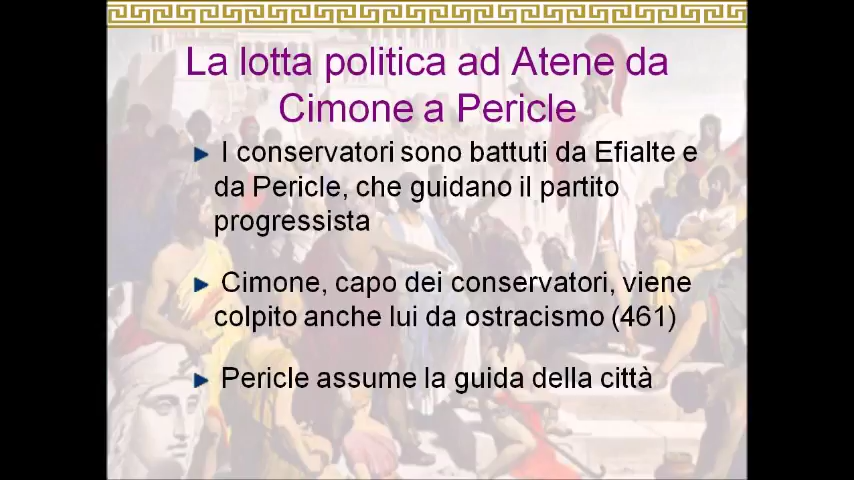 La lotta politica ad Atene da
Cimone a Pericle
I conservatori sono battuti da Efialte e
da Pericle, che guidano il partito
progressista
Cimone, capo dei conservatori, viene
colpito anche lui da ostracismo (461)
Pericle assume la guida della città